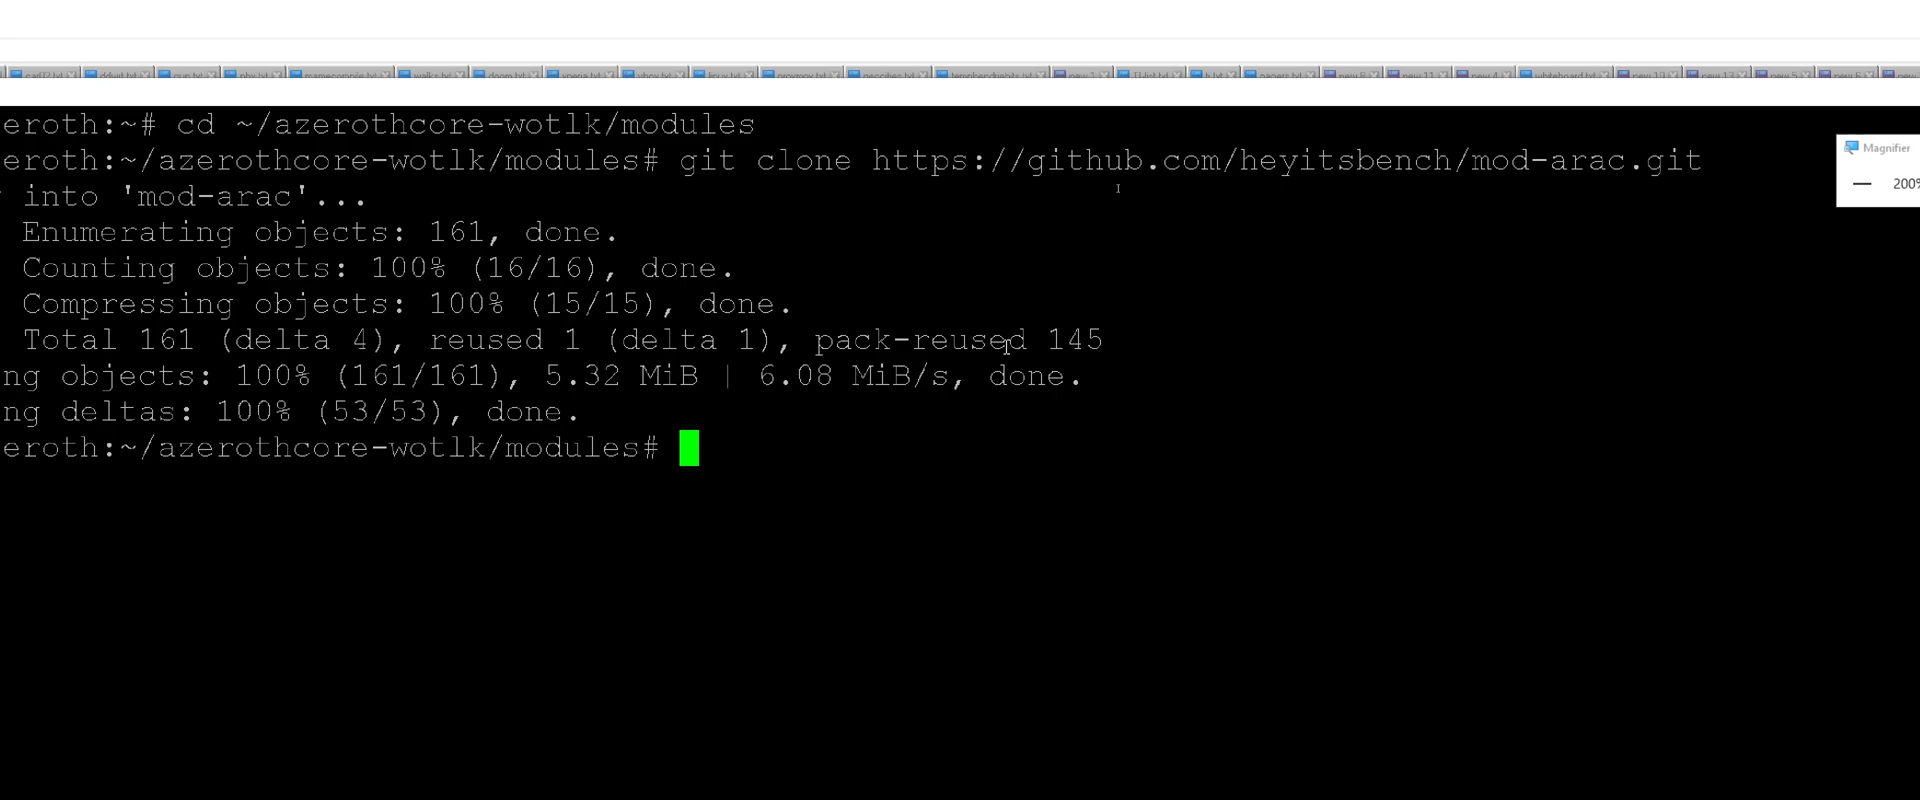 eroth:~# cd ~/azerothcore-wotlk/modules
eroth:~/azerothcore-wotlk/modules# git clone https://github.com/heyitsbench/mod-arac.git
into 'mod-arac'...
Enumerating objects: 161, done.
Counting objects: 100% (16/16), done.
Compressing objects: 100% (15/15), done.
Total 161 (delta 4), reused 1 (delta 1), pack-reused 145
ng objects: 100% (161/161), 5.32 MiB | 6.08 MiB/s, done.
ng deltas: 100% (53/53), done.
eroth:~/azerothcore-wotlk/modules#
Magnifier
200%